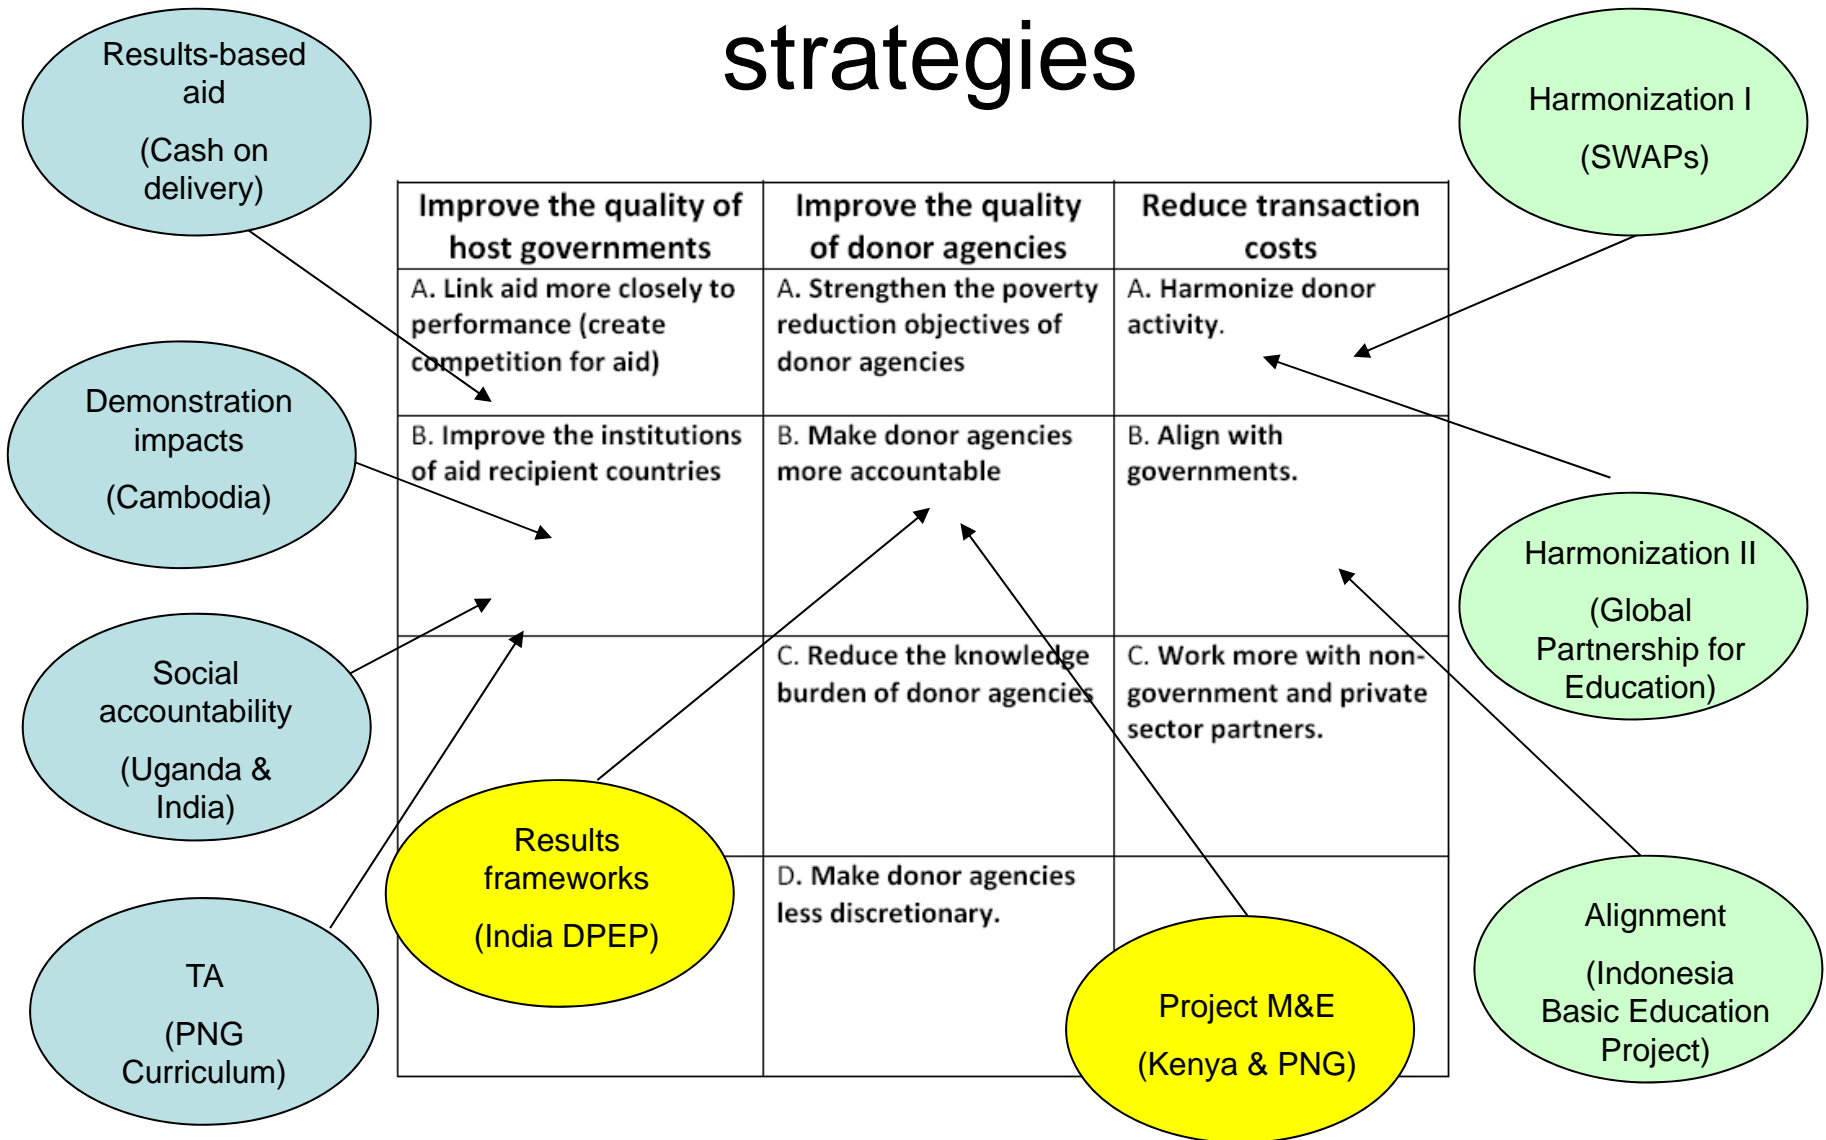 strategies
Results-based
aid
(Cash on
delivery)
Demonstration
impacts
(Cambodia)
Social
accountability
(Uganda &
India)
TA
(PNG
Curriculum)
Improve the quality of
host governments
Improve the quality
of donor agencies
Reduce transaction
costs
A. Link aid more closely to
performance (create
competition for aid)
A. Strengthen the poverty
reduction objectives of
donor agencies
A. Harmonize donor
activity.
B. Improve the institutions
of aid recipient countries
B. Make donor agencies
more accountable
B. Align with
governments.
C. Reduce the knowledge
burden of donor agencies
C. Work more with non-
government and private
sector partners.
D. Make donor agencies
less discretionary.
Results
frameworks
(India DPEP)
Project M&E
(Kenya & PNG)
Harmonization I
(SWAPs)
Harmonization II
(Global
Partnership for
Education)
Alignment
(Indonesia
Basic Education
Project)